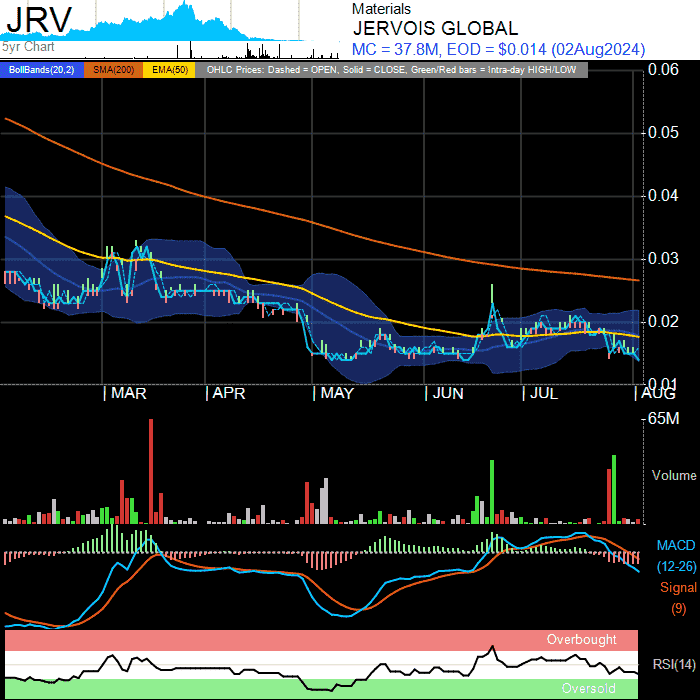 JRV
5yr Chart
Materials
JERVOIS GLOBAL
MC = 37.8M, EOD = $0.014 (02Aug2024)
BollBands(20,2) SMA(200) EMA(50) OHLC Prices: Dashed = OPEN, Solid = CLOSE, Green/Red bars = Intra-day HIGH/LOW
0.06
0.05
0.04
0.03
0.02
0.01
MAR APR MAY JUN JUL AUG
65M
Volume
MACD
(12-26)
Signal
(9)
Overbought
RSI(14)
Oversold